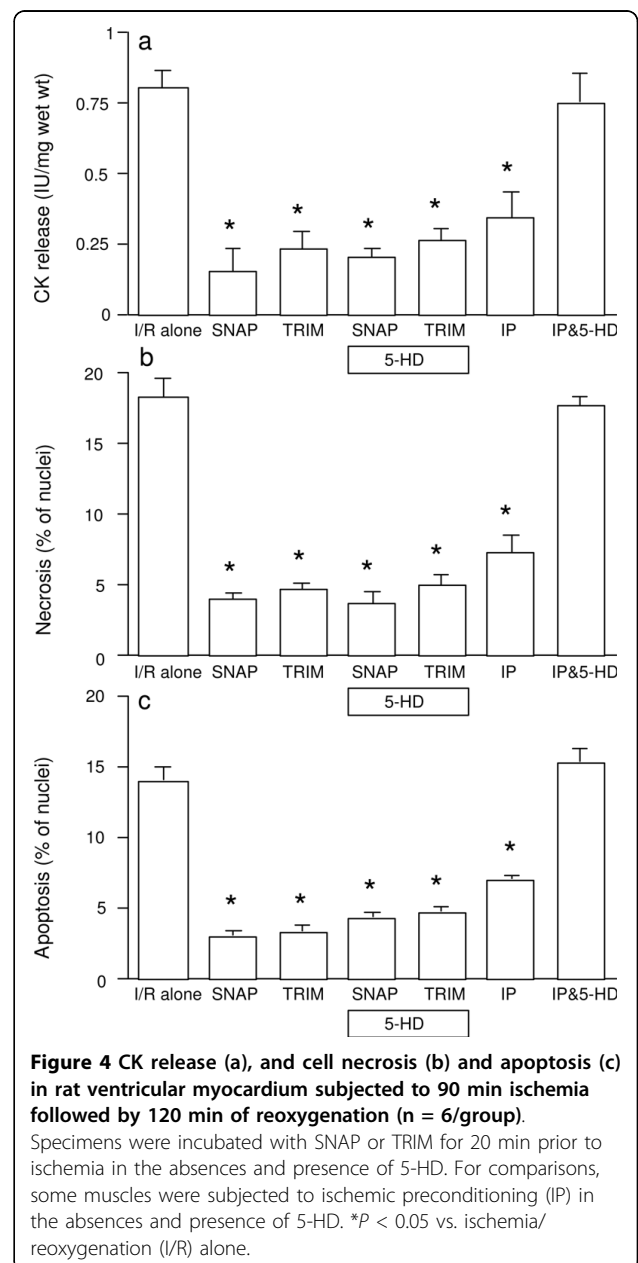 a
1
0.75
0.5
0.25
0
CK release (IU/mg wet wt)
* * * * *
I/R alone SNAP TRIM SNAP TRIM IP IP&5-HD
5-HD
b
20
15
10
5
0
Necrosis (% of nuclei)
* * * * *
I/R alone SNAP TRIM SNAP TRIM IP IP&5-HD
5-HD
c
20
15
10
5
0
Apoptosis (% of nuclei)
* * * * *
I/R alone SNAP TRIM SNAP TRIM IP IP&5-HD
5-HD
Figure 4 CK release (a), and cell necrosis (b) and apoptosis (c)
in rat ventricular myocardium subjected to 90 min ischemia
followed by 120 min of reoxygenation (n = 6/group).
Specimens were incubated with SNAP or TRIM for 20 min prior to
ischemia in the absences and presence of 5-HD. For comparisons,
some muscles were subjected to ischemic preconditioning (IP) in
the absences and presence of 5-HD. *P < 0.05 vs. ischemia/
reoxygenation (I/R) alone.